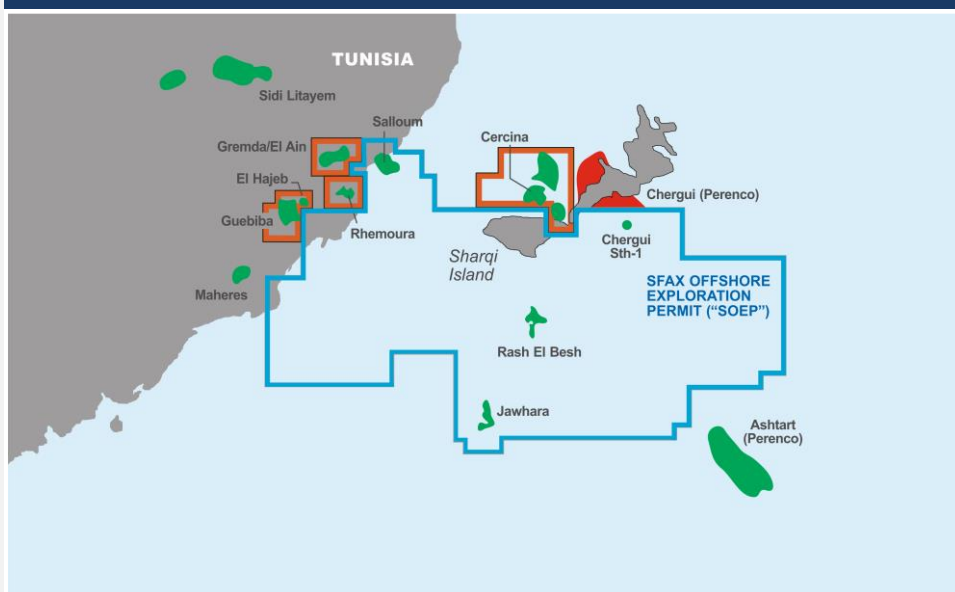 TUNISIA
Sidi Litayem
Salloum
Gremda/El Ain
Cercina
El Hajeb
Chergui (Perenco)
Guebiba
Rhemoura
Chergui
Sth-1
Sharqi
Island
SFAX OFFSHORE
EXPLORATION
PERMIT (“SOEP”)
Maheres
Rash El Besh
Jawhara
Ashtart
(Perenco)